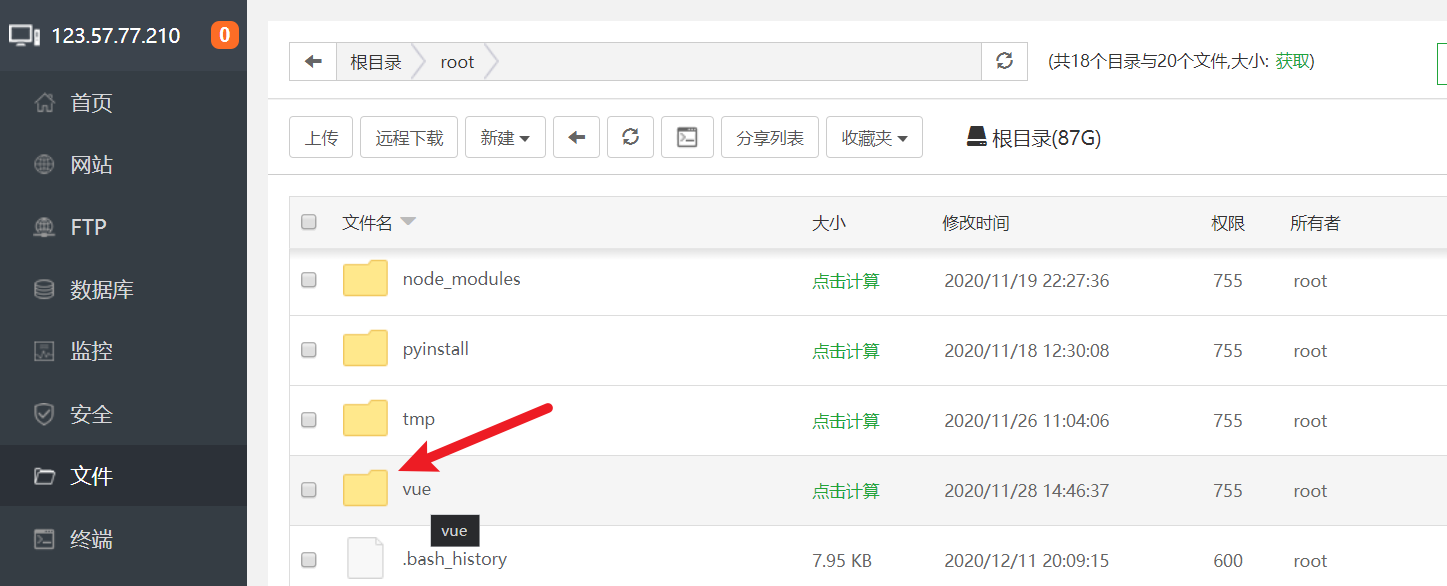 123.57.77.210 0
首页
网站
FTP
数据库
监控
安全
文件
终端
根目录 root (共18个目录与20个文件,大小: 获取)
上传 远程下载 新建 分享列表 收藏夹 根目录(87G)
文件名 大小 修改时间 权限 所有者
node_modules 点击计算 2020/11/19 22:27:36 755 root
pyinstall 点击计算 2020/11/18 12:30:08 755 root
tmp 点击计算 2020/11/26 11:04:06 755 root
vue 点击计算 2020/11/28 14:46:37 755 root
vue
.bash_history 7.95 KB 2020/12/11 20:09:15 600 root